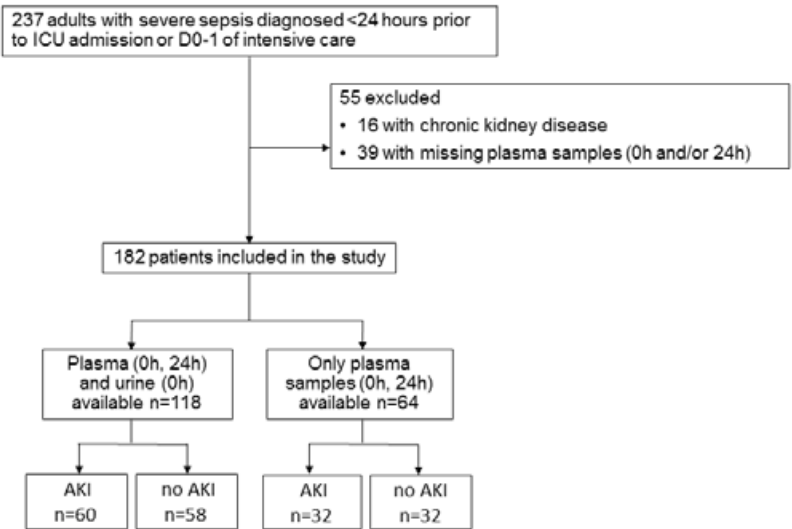 237 adults with severe sepsis diagnosed <24 hours prior
to ICU admission or D0-1 of intensive care
55 excluded
• 16 with chronic kidney disease
• 39 with missing plasma samples (0h and/or 24h)
182 patients included in the study
Plasma (0h, 24h)
and urine (0h)
available n=118
Only plasma
samples (0h, 24h)
available n=64
AKI
n=60
no AKI
n=58
AKI
n=32
no AKI
n=32